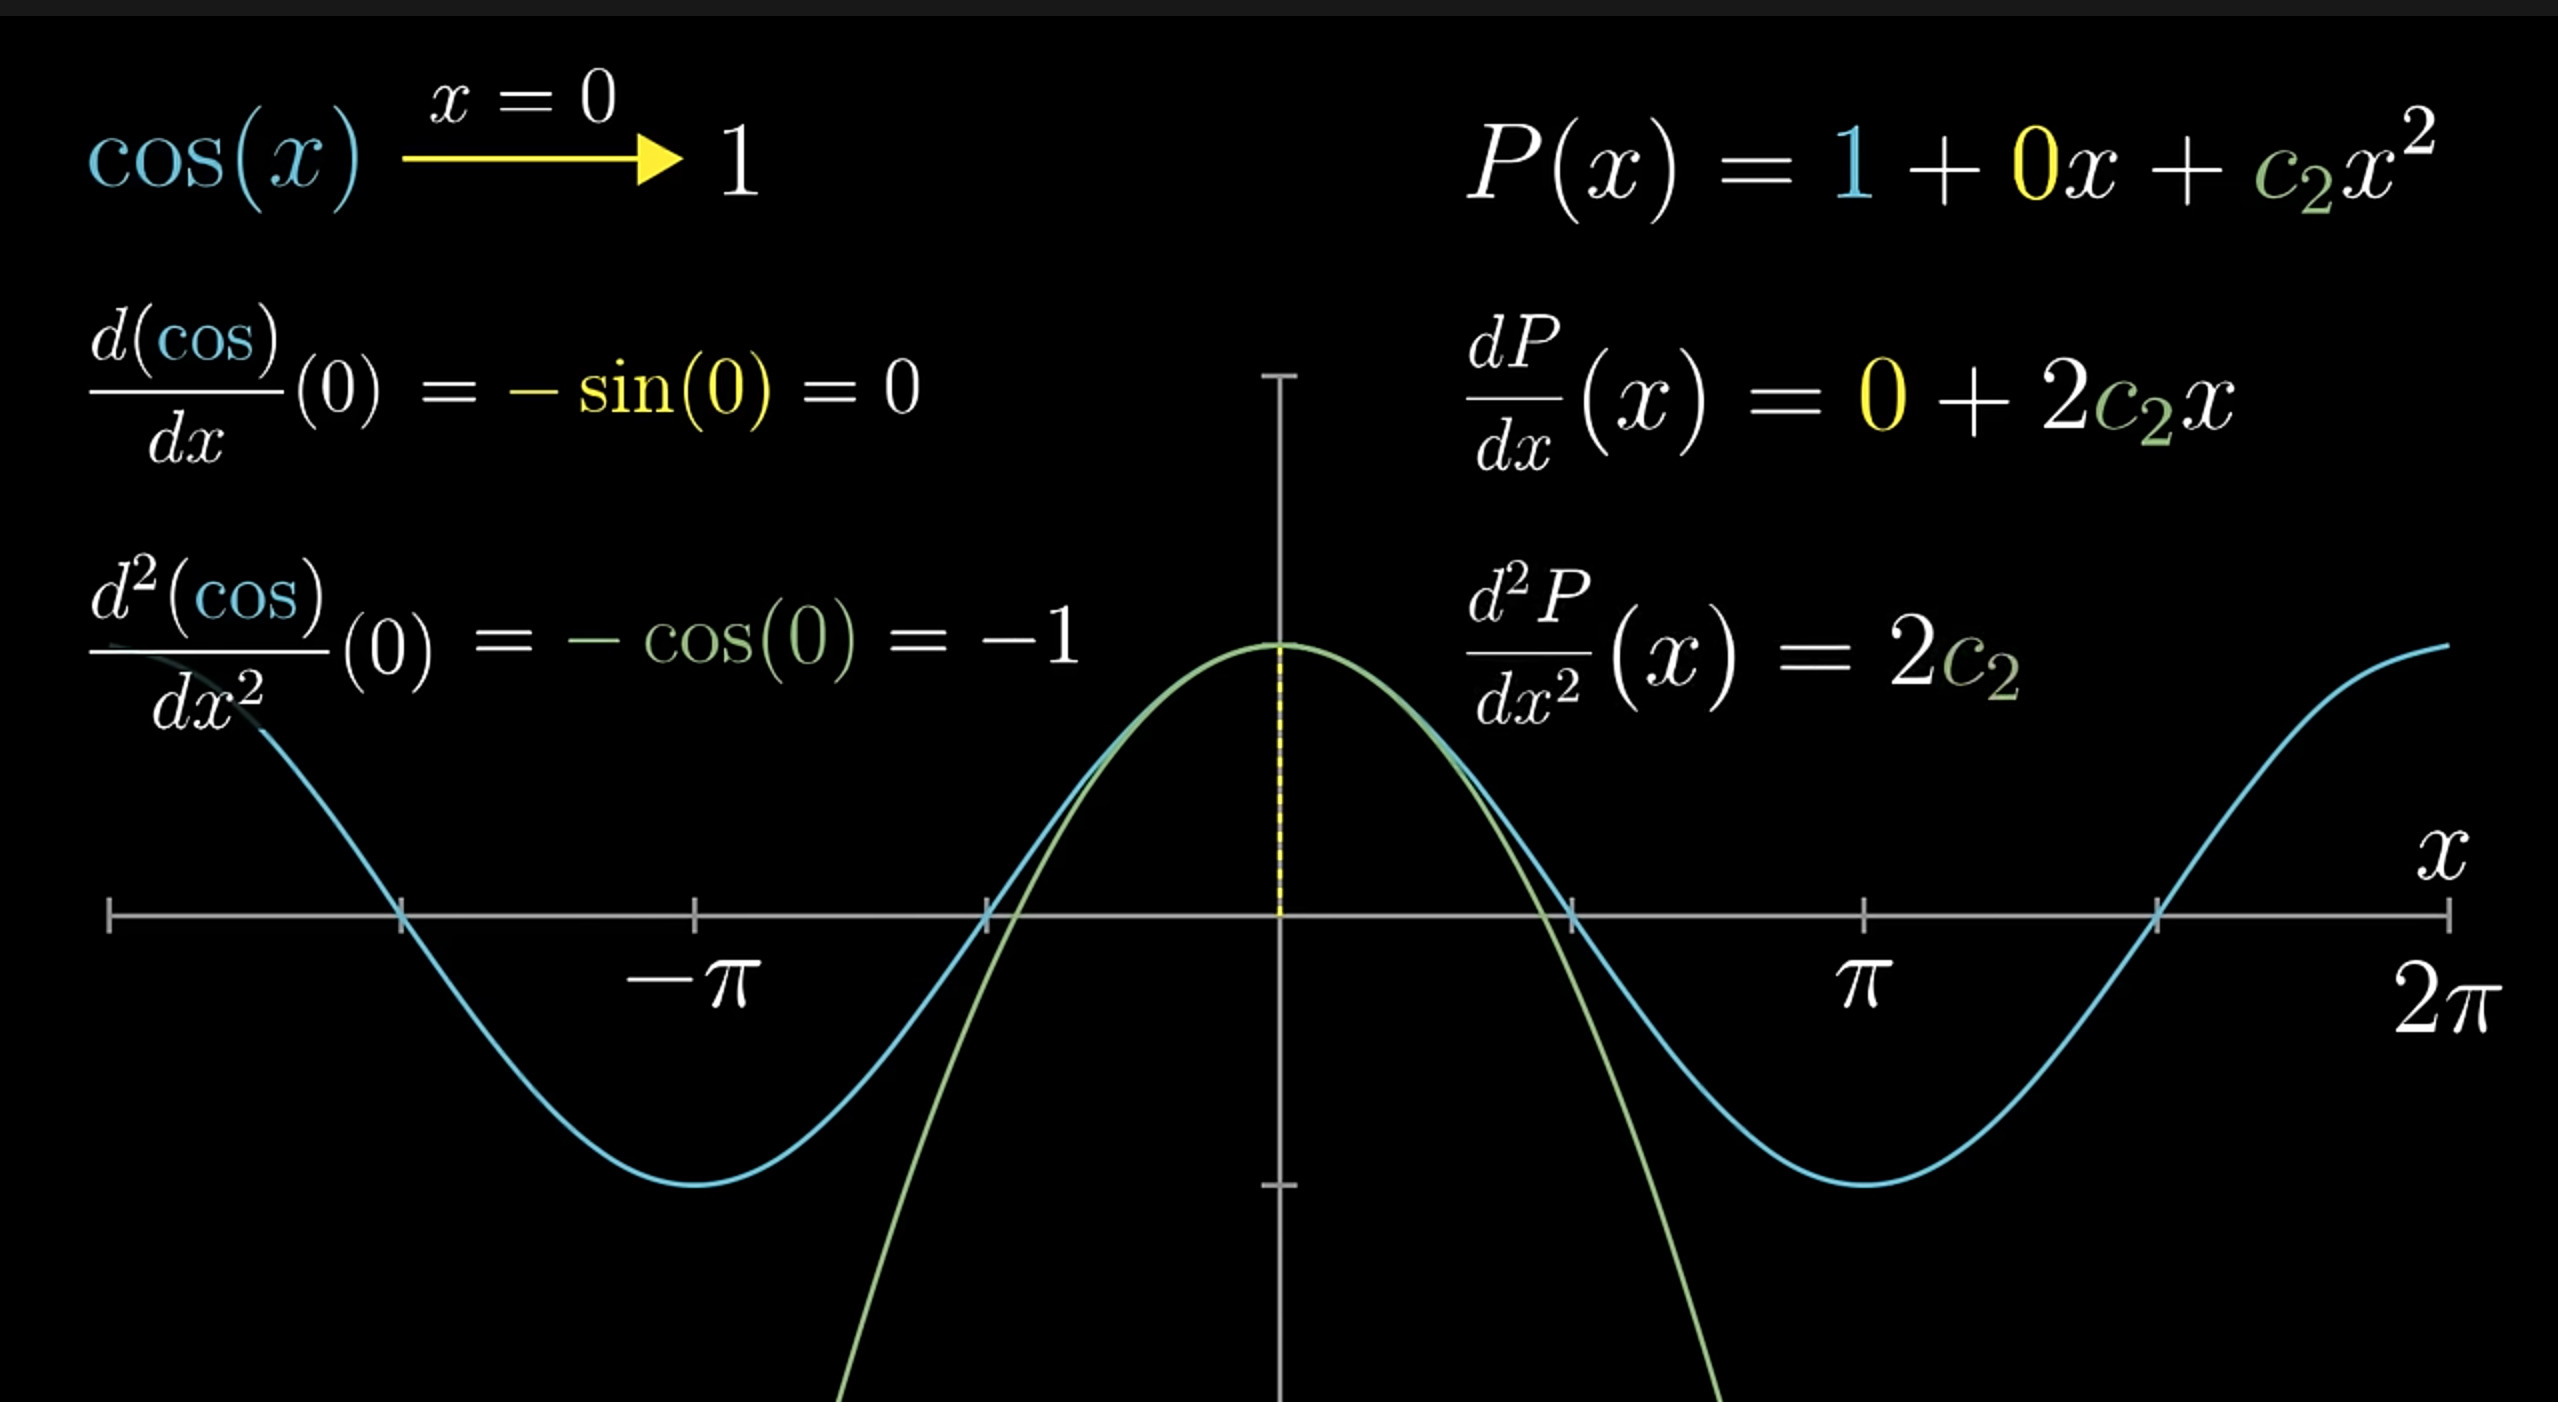 cos(x) x = 0 → 1
P(x) = 1 + 0x + c₂x²
d(cos)/dx (0) = − sin(0) = 0
dP/dx (x) = 0 + 2c₂x
d²(cos)/dx² (0) = − cos(0) = −1
d²P/dx² (x) = 2c₂
x
−π π 2π